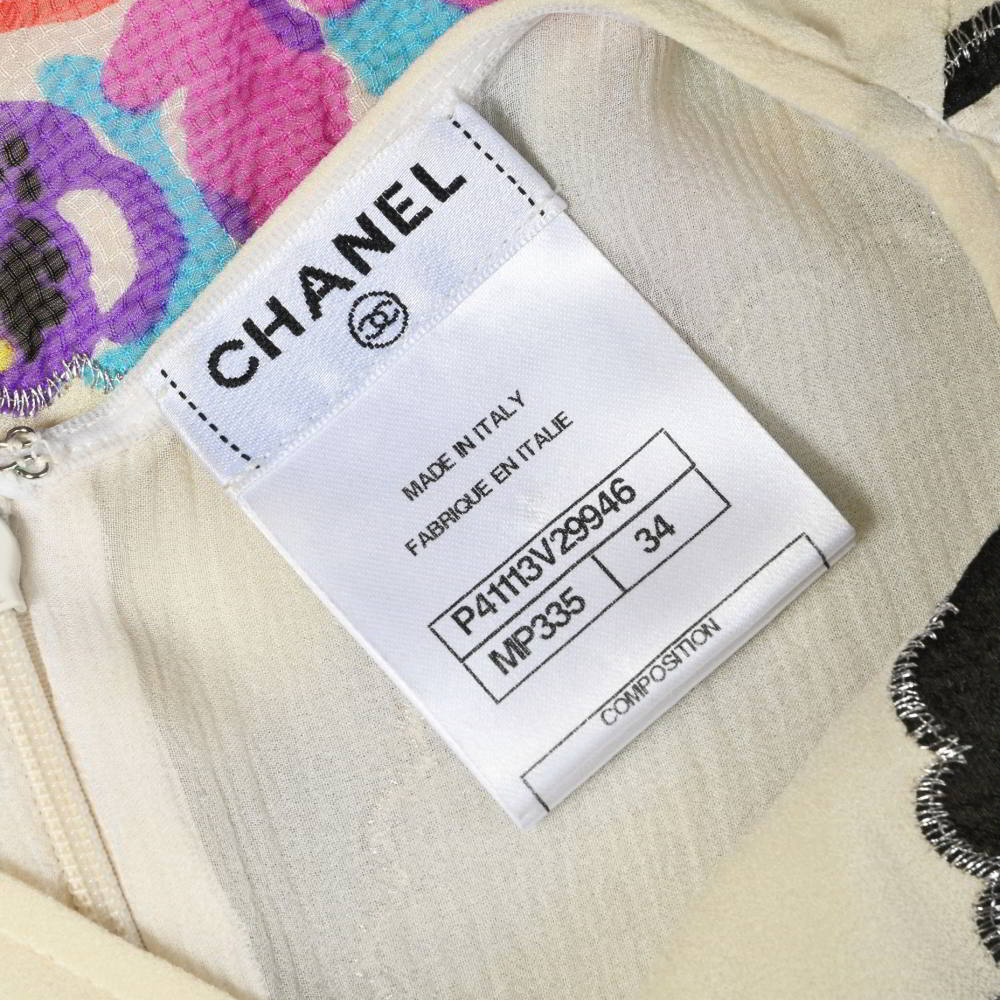 CHANEL
MADE IN ITALY
FABRIQUE EN ITALIE
P41113V29946
MP335 34
COMPOSITION